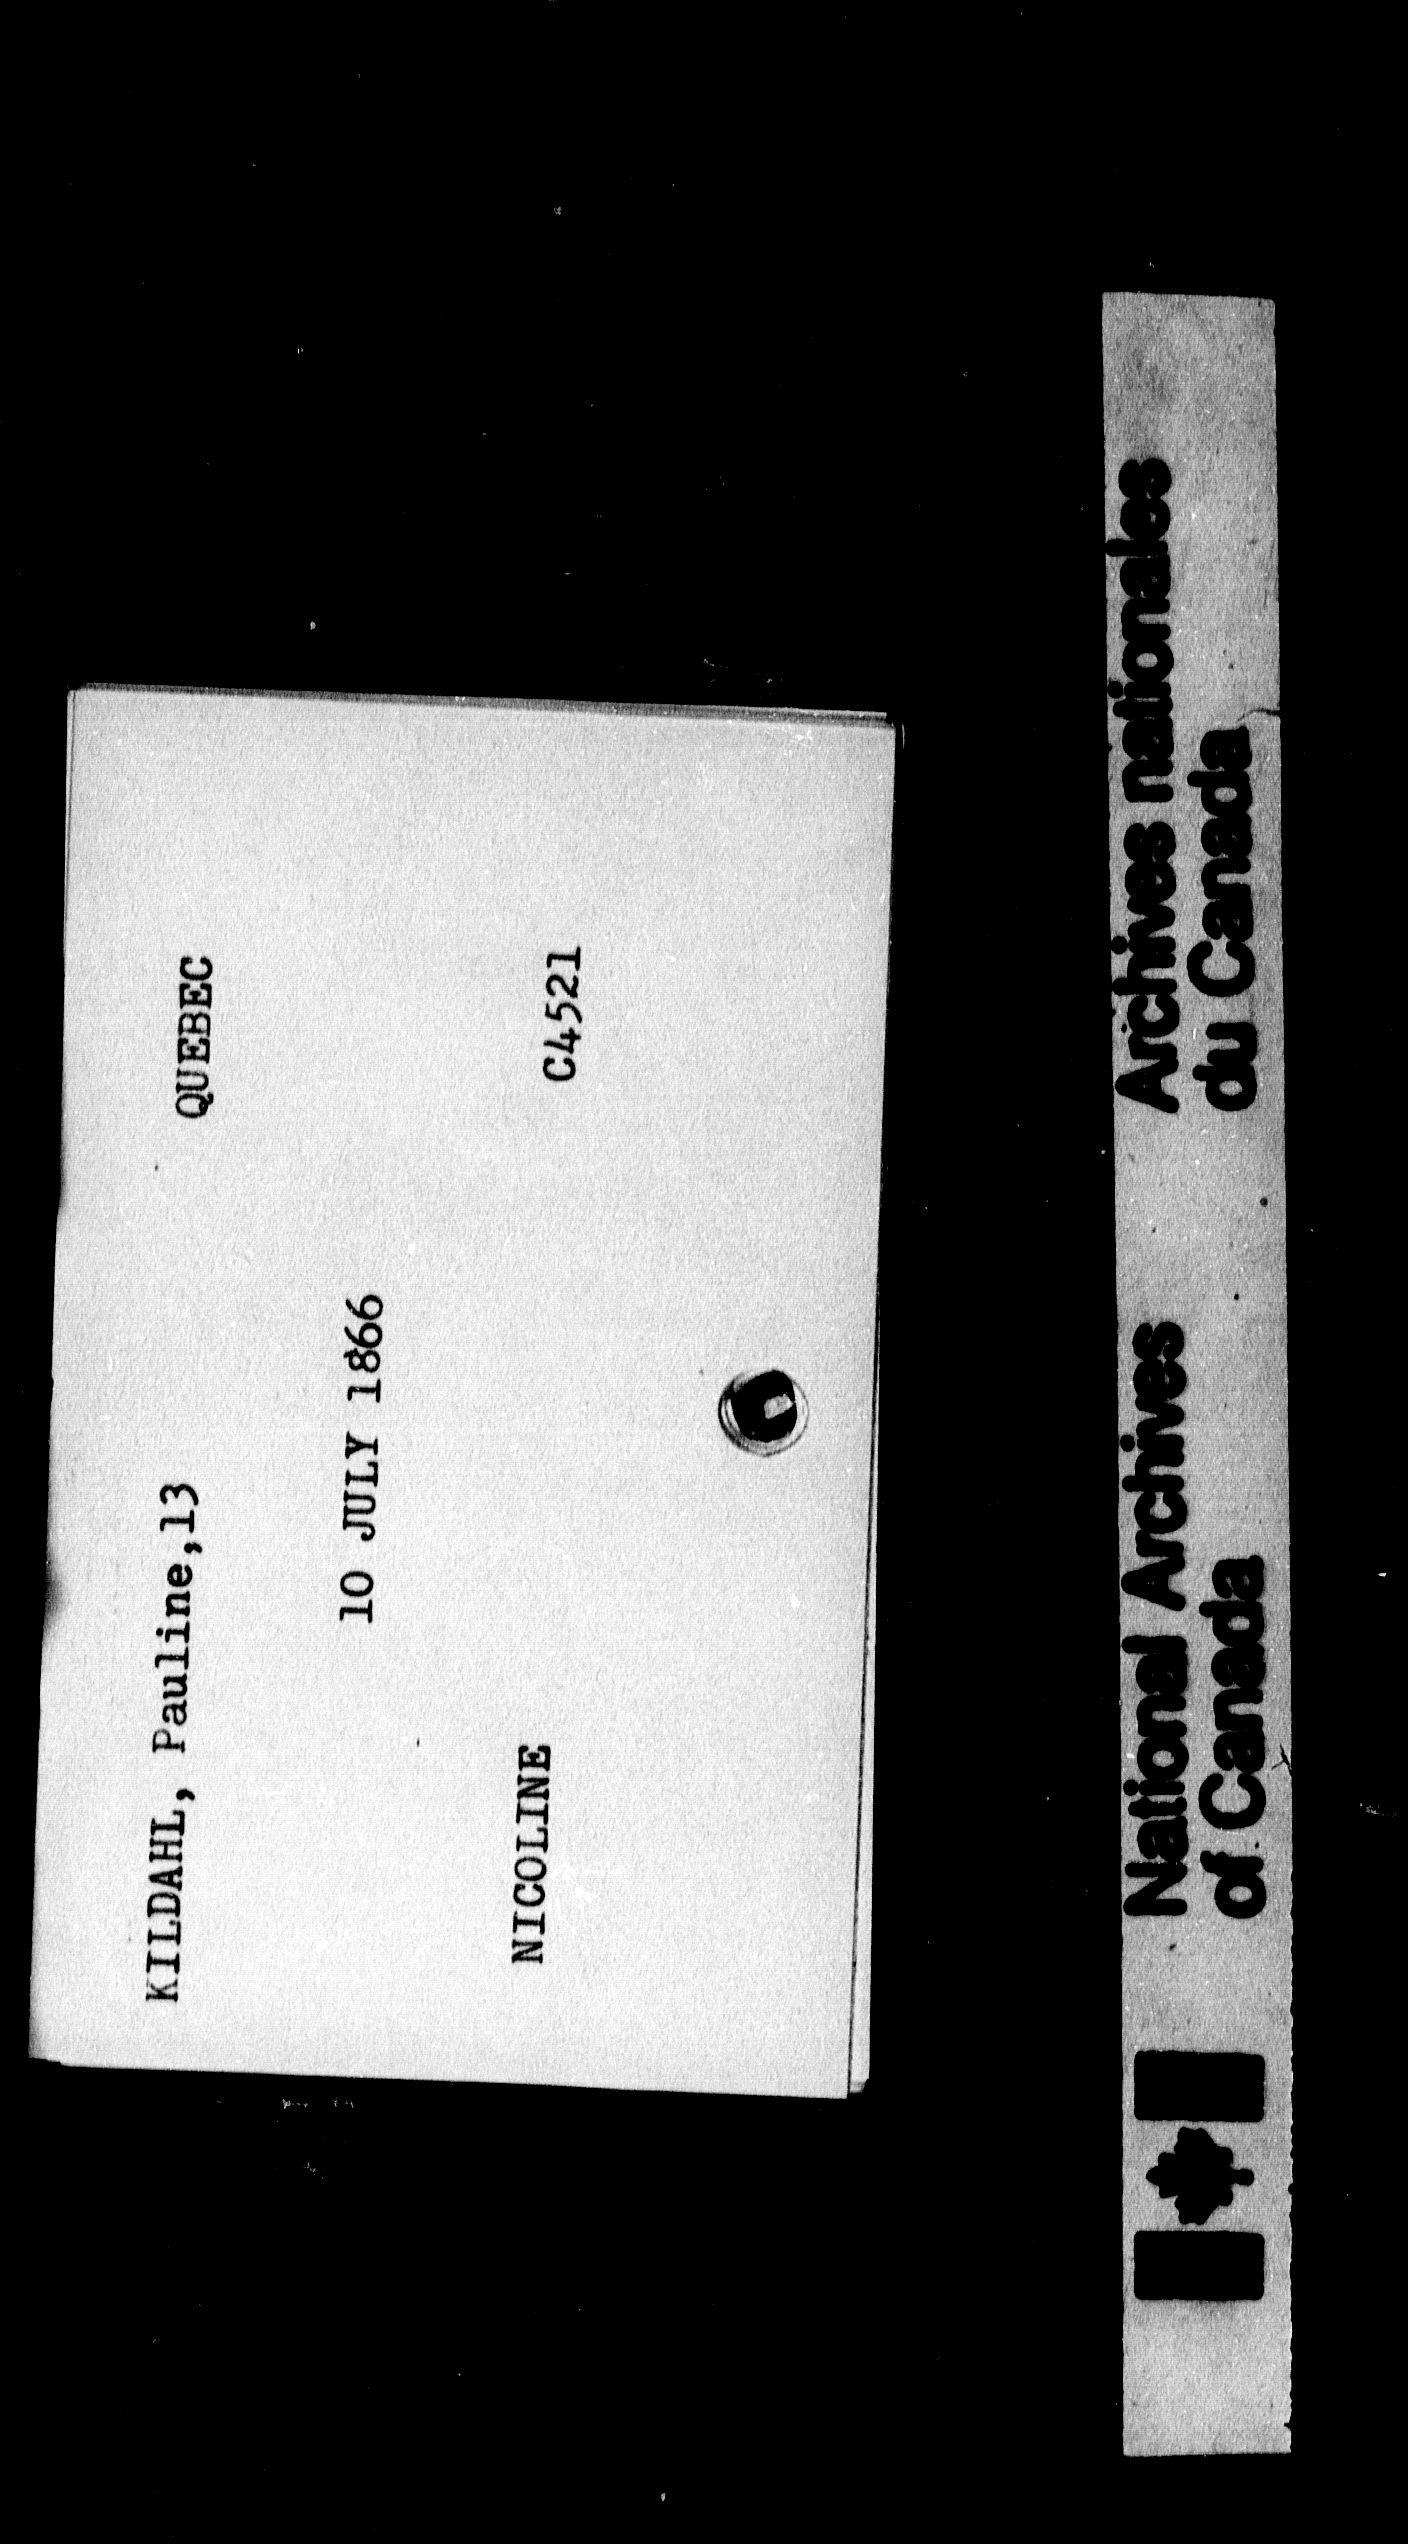 KILDAHL, Pauline,13 QUEBEC
10 JULY 1866
NICOLINE C4521
National Archives
of Canada
Archives nationales
du Canada